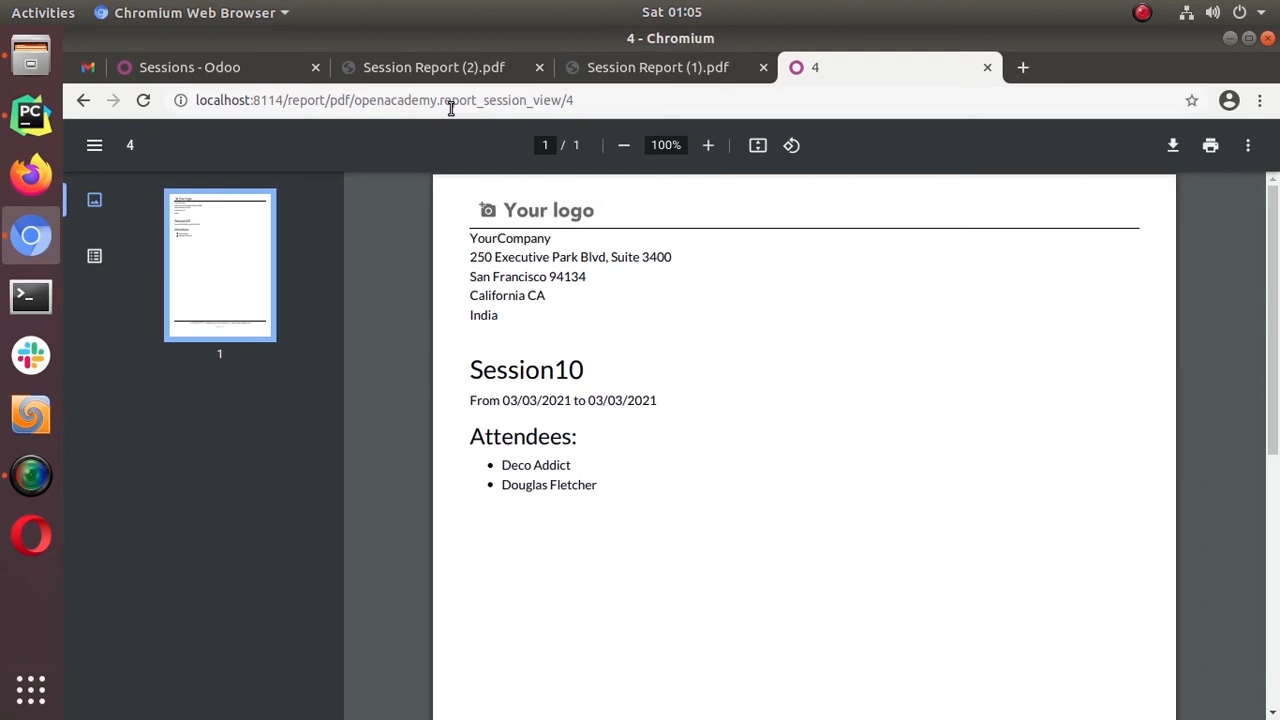 Activities
Chromium Web Browser
Sat 01:05
4 - Chromium
Sessions - Odoo
Session Report (2).pdf
Session Report (1).pdf
4
localhost:8114/report/pdf/openacademy.report_session_view/4
4
1 / 1
100%
Your logo
YourCompany
250 Executive Park Blvd, Suite 3400
San Francisco 94134
California CA
India
Session10
From 03/03/2021 to 03/03/2021
Attendees:
• Deco Addict
• Douglas Fletcher
1
PC